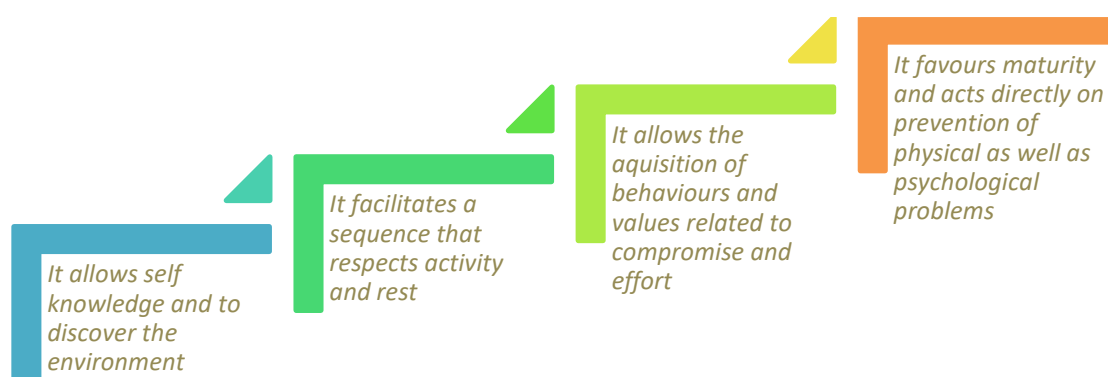 It allows self
knowledge and to
discover the
environment
It facilitates a
sequence that
respects activity
and rest
It allows the
aquisition of
behaviours and
values related to
compromise and
effort
It favours maturity
and acts directly on
prevention of
physical as well as
psychological
problems